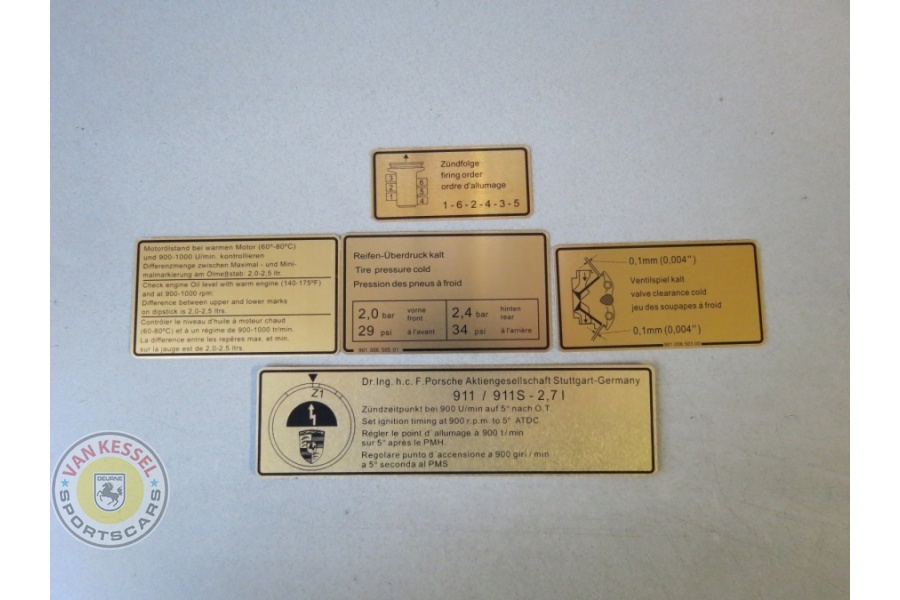 Zündfolge
firing order
ordre d'allumage
1-6-2-4-3-5
3
2
1
6
5
4
Motorölstand bei warmen Motor (60°-80°C)
und 900-1000 U/min. kontrollieren
Differenzmenge zwischen Maximal - und Mini-
malmarkierung am Ölmeßstab: 2.0-2,5 ltr.
Check engine Oil level with warm engine (140-175°F)
and at 900-1000 rpm:
Difference between upper and lower marks
on dipstick is 2,0-2,5 ltr.
Contrôler le niveau d'huile à moteur chaud
(60-80°C) et à un régime de 900-1000 tr/min.
La difference entre les repères max. et min.
sur la jauge est de 2,0-2,5 ltrs.
Reifen-Überdruck kalt
Tire pressure cold
Pression des pneus à froid
2,0 bar vorne front 2,4 bar hinten rear
29 psi à l'avant 34 psi à l'arrière
0,1mm (0.004")
Ventilspiel kalt
valve clearance cold
jeu des soupapes à froid
0,1mm (0,004")
Z1
Dr.Ing. h.c. F.Porsche Aktiengesellschaft Stuttgart-Germany
911 / 911S - 2,7 l
Zündzeitpunkt bei 900 U/min auf 5° nach O.T.
Set ignition timing at 900 r.p.m. to 5° ATDC
Régler le point d' allumage à 900 t/min
sur 5° après le PMH.
Regolare punto d' accensione a 900 giri / min
a 5° seconda al PMS
VAN KESSEL
DEURNE
SPORTSCARS